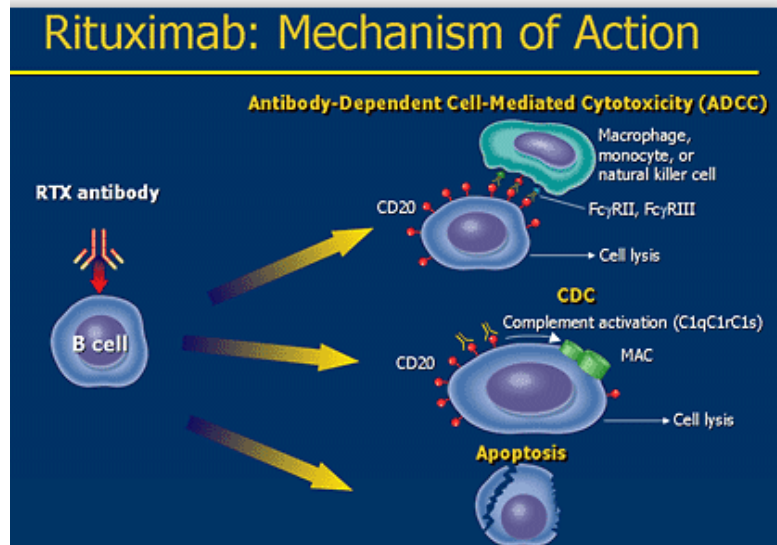 Rituximab: Mechanism of Action
Antibody-Dependent Cell-Mediated Cytotoxicity (ADCC)
Macrophage,
monocyte, or
natural killer cell
RTX antibody
CD20
FcγRII, FcγRIII
Cell lysis
CDC
Complement activation (C1qC1rC1s)
B cell
CD20
MAC
Cell lysis
Apoptosis